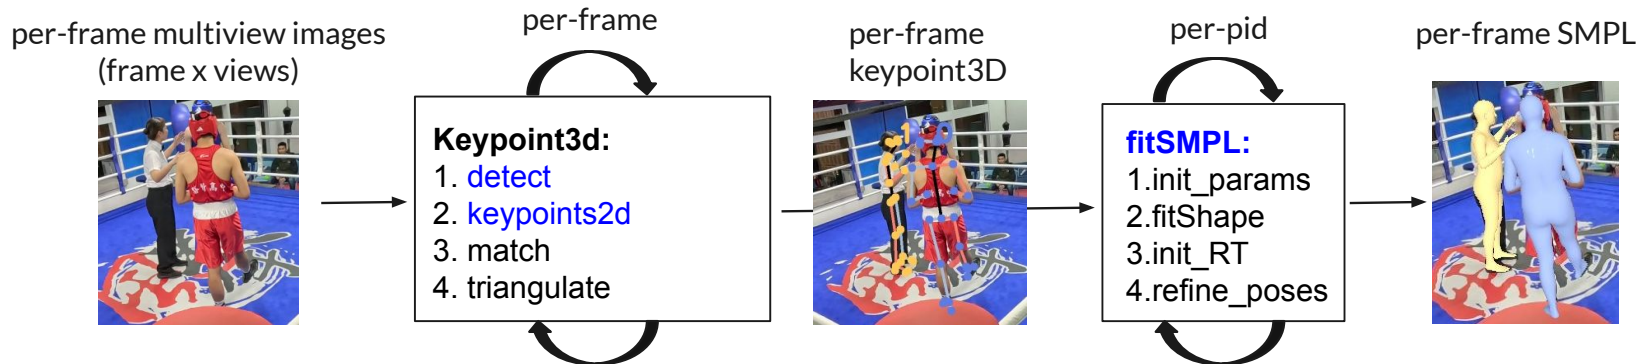 per-frame multiview images
(frame x views)
per-frame
Keypoint3d:
1. detect
2. keypoints2d
3. match
4. triangulate
per-frame
keypoint3D
1
per-pid
fitSMPL:
1.init_params
2.fitShape
3.init_RT
4.refine_poses
per-frame SMPL